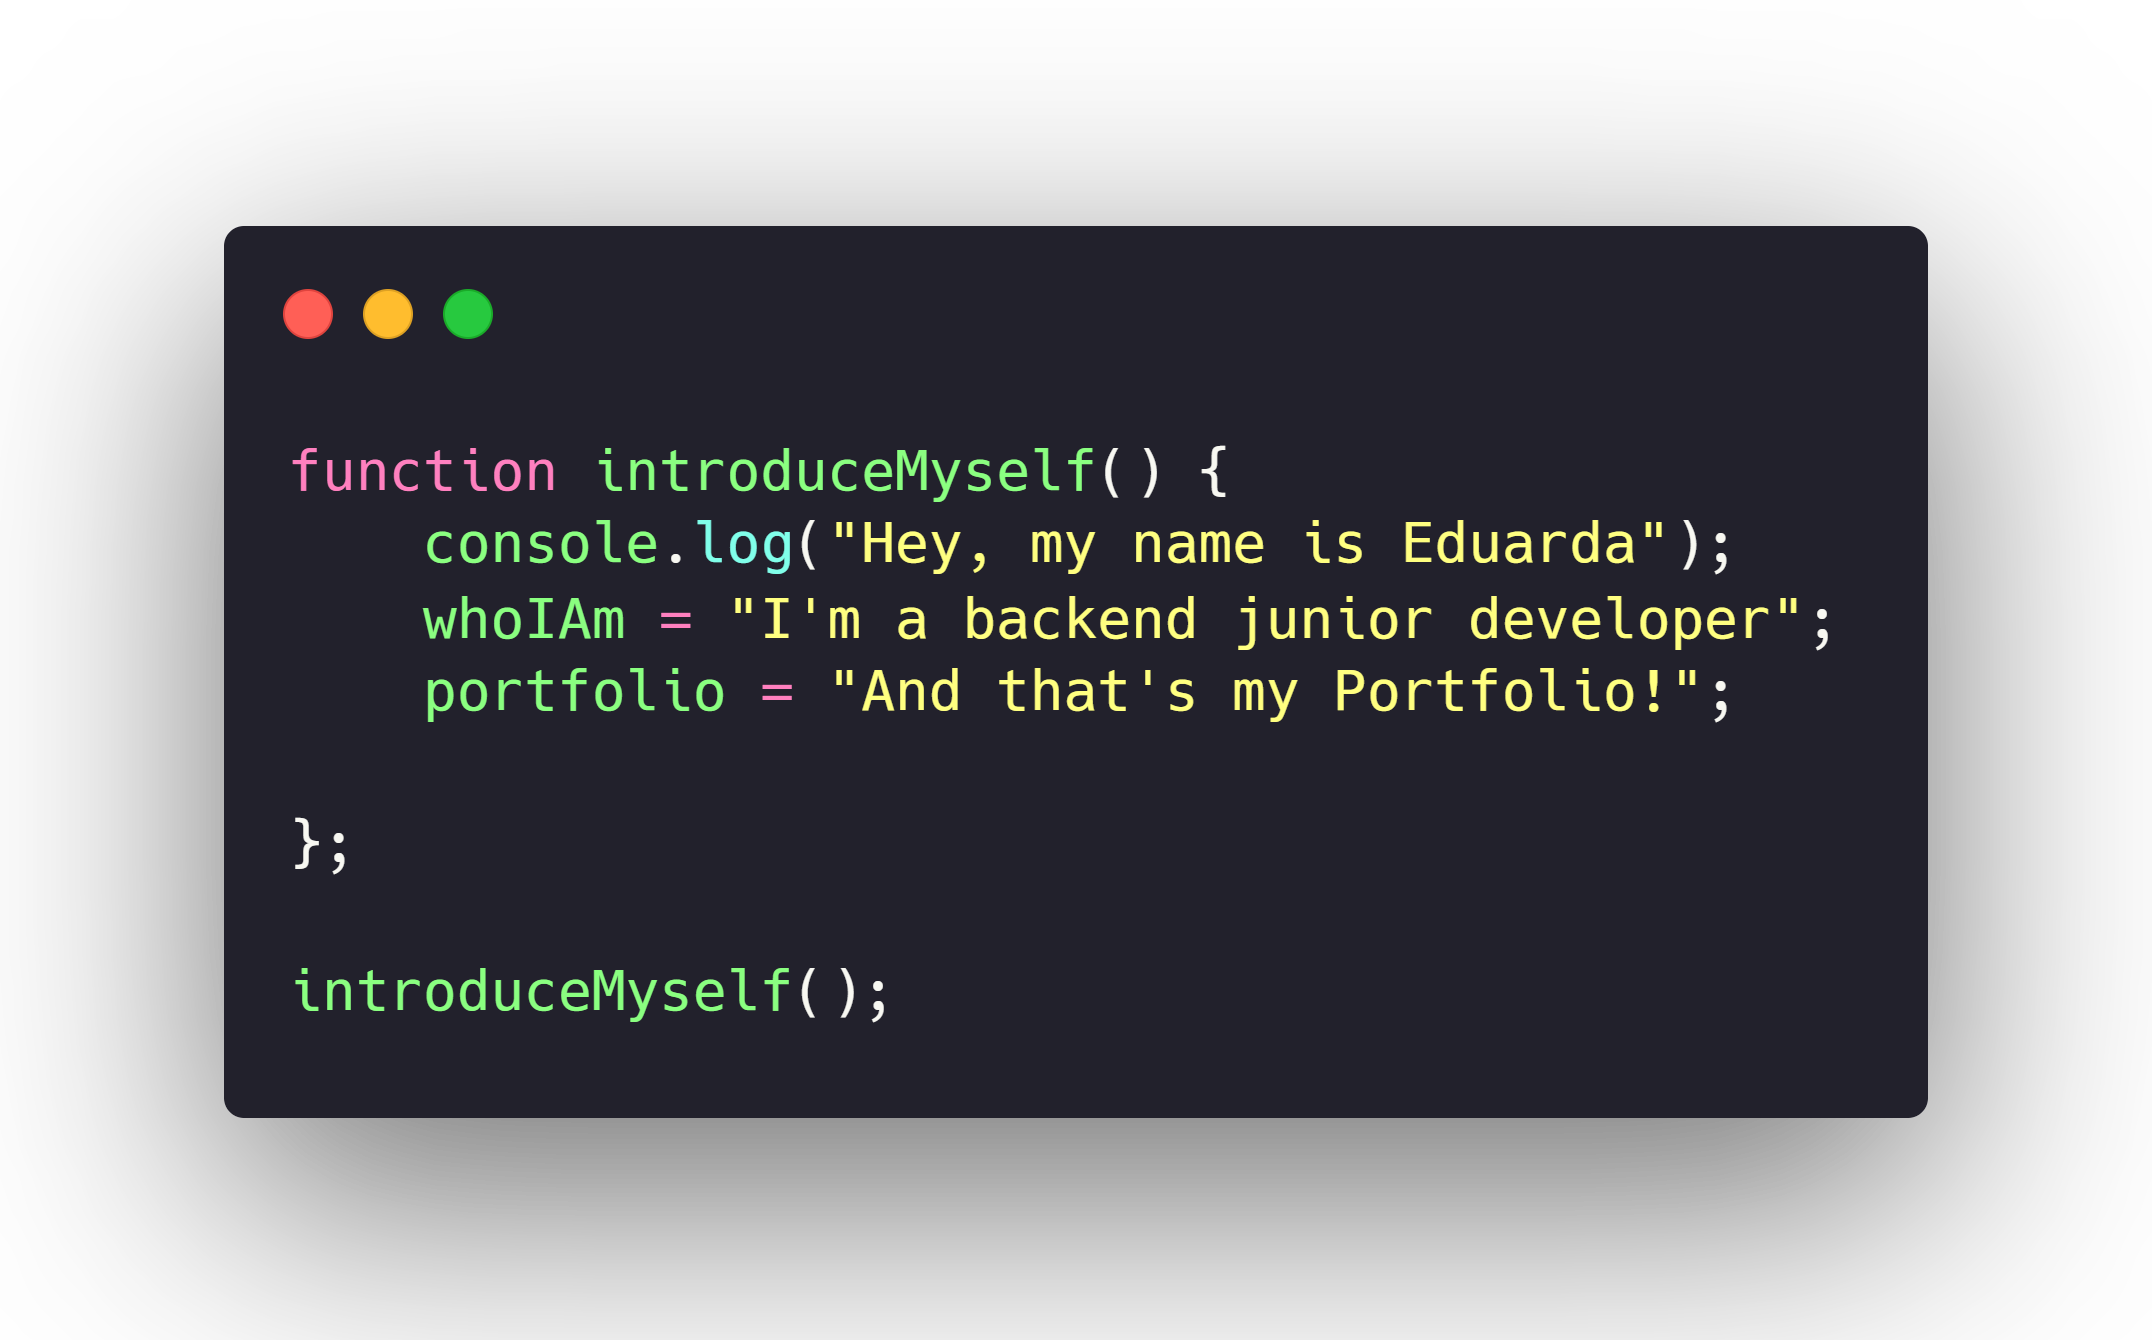 function introduceMyself() {
    console.log("Hey, my name is Eduarda");
    whoIAm = "I'm a backend junior developer";
    portfolio = "And that's my Portfolio!";
};
introduceMyself();